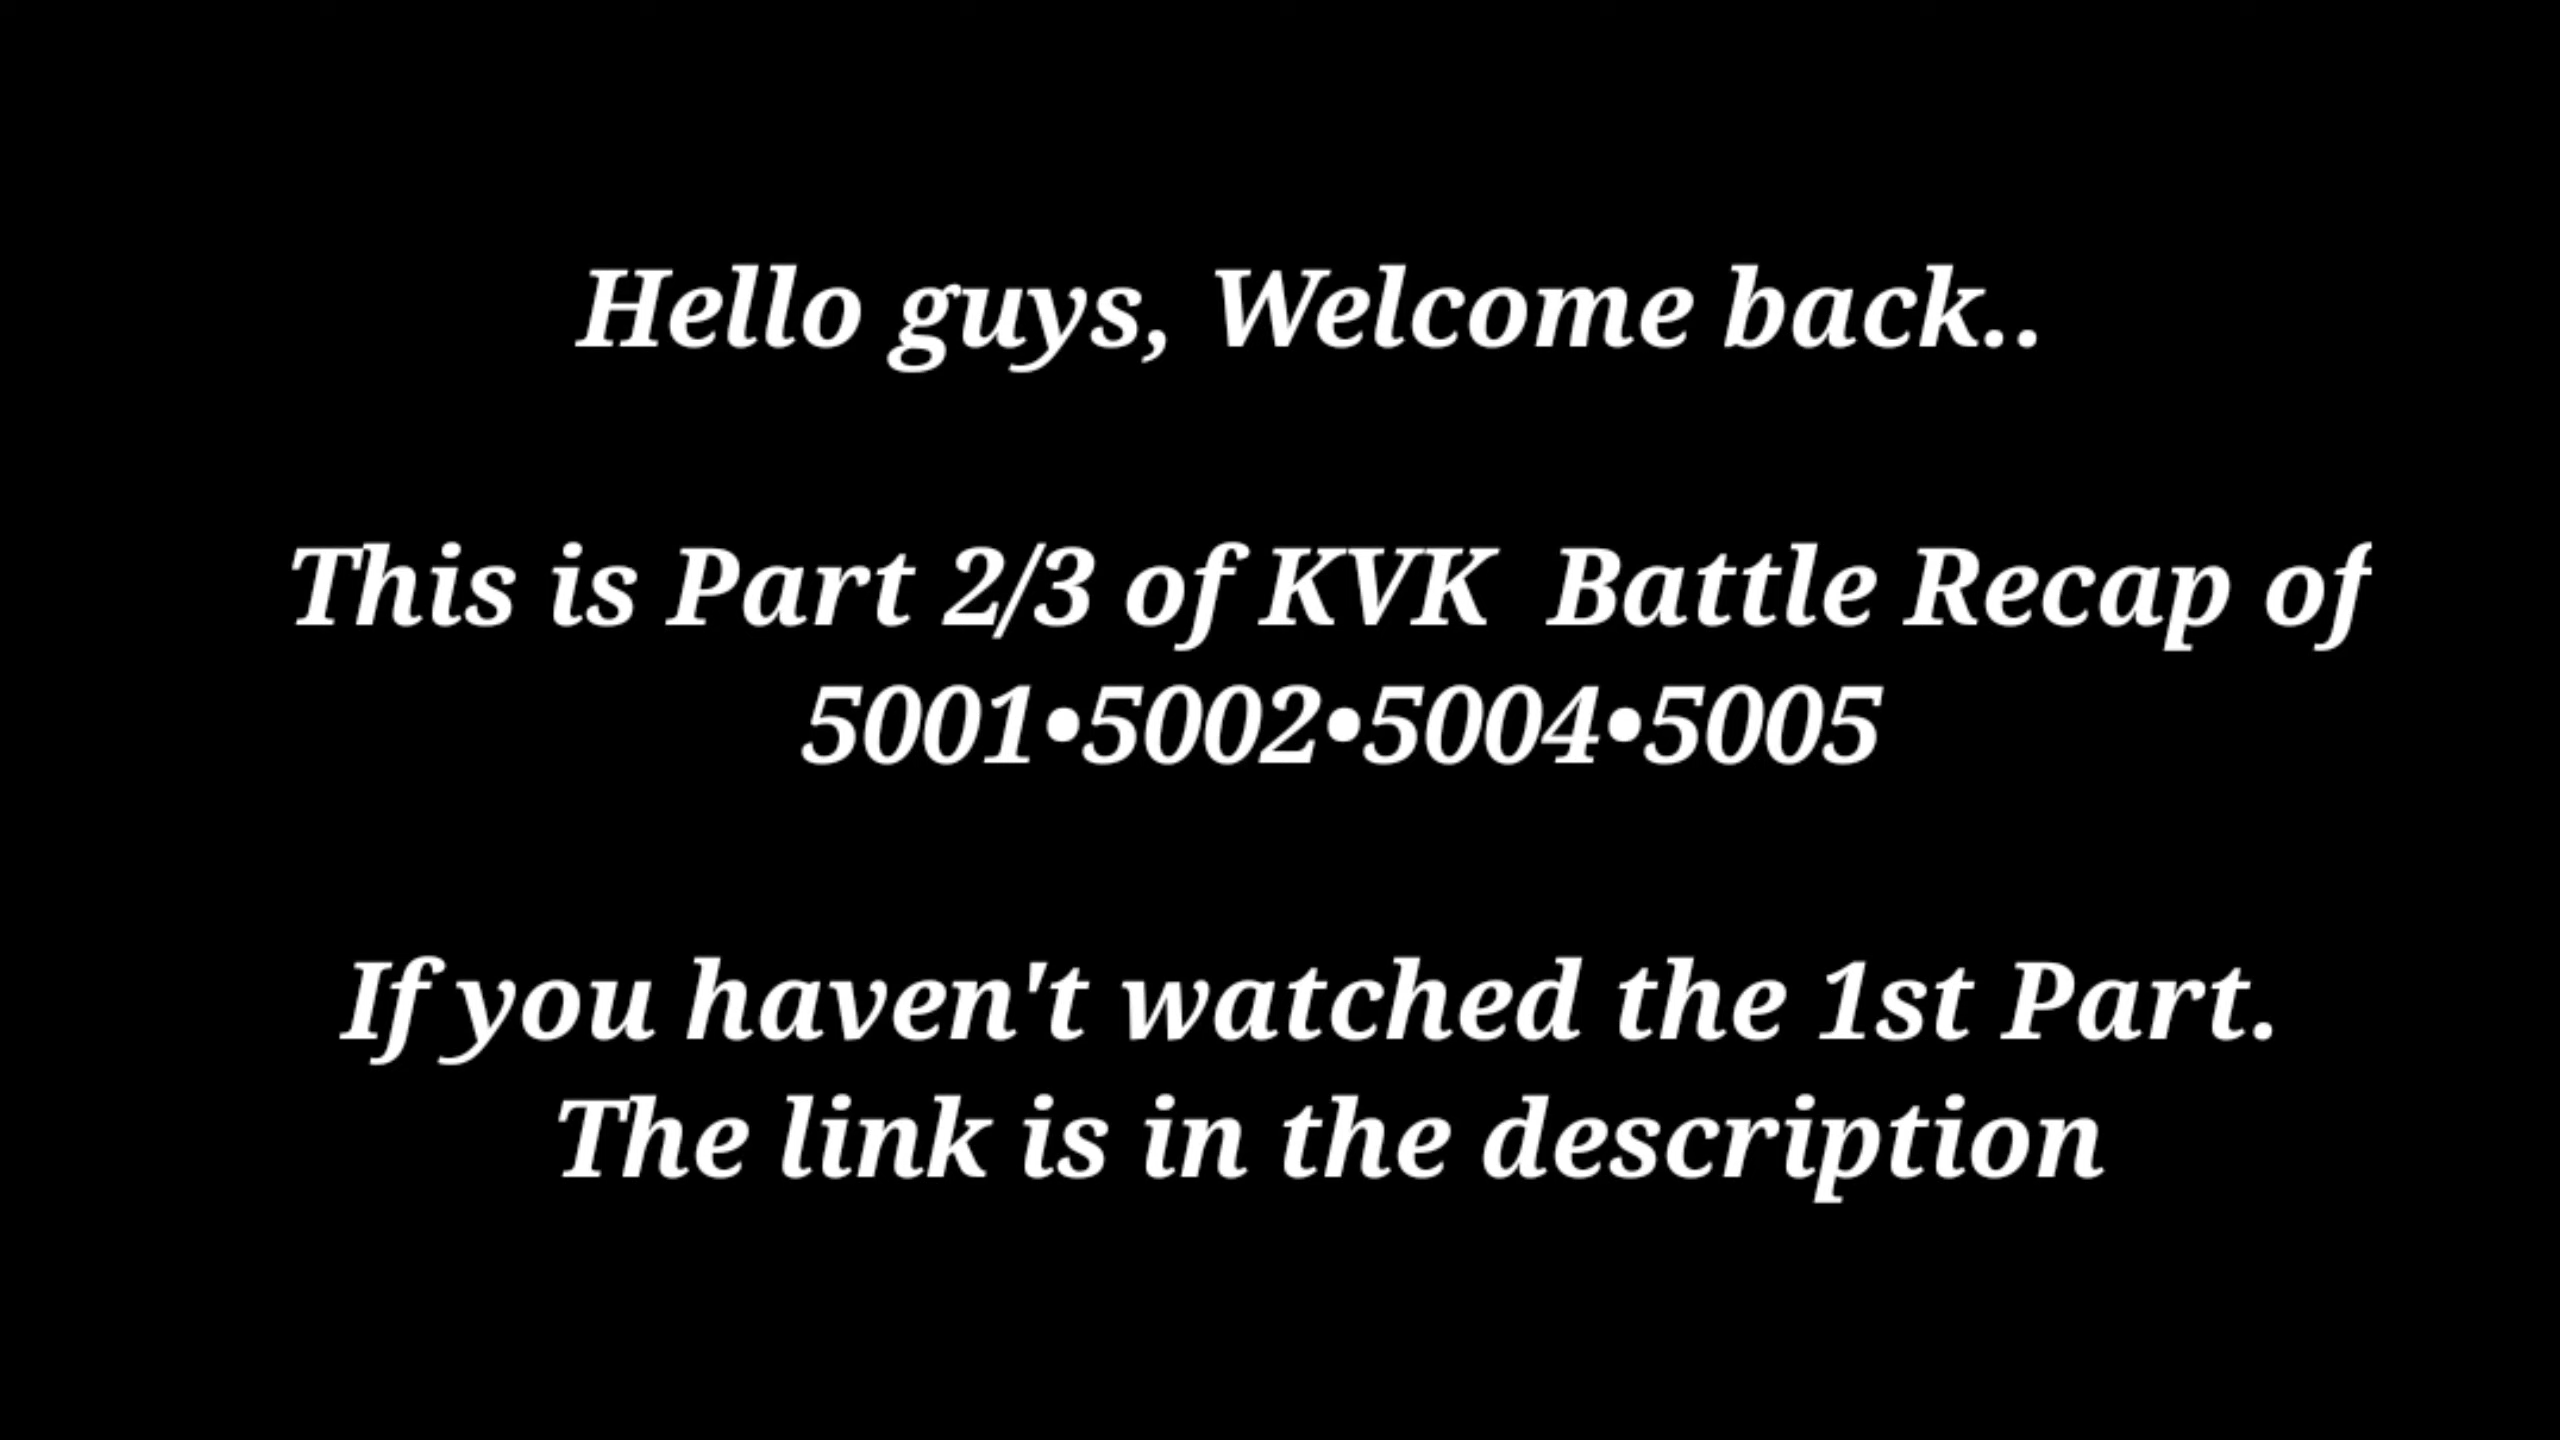 Hello guys, Welcome back..
This is Part 2/3 of KVK  Battle Recap of
5001•5002•5004•5005
If you haven't watched the 1st Part.
The link is in the description